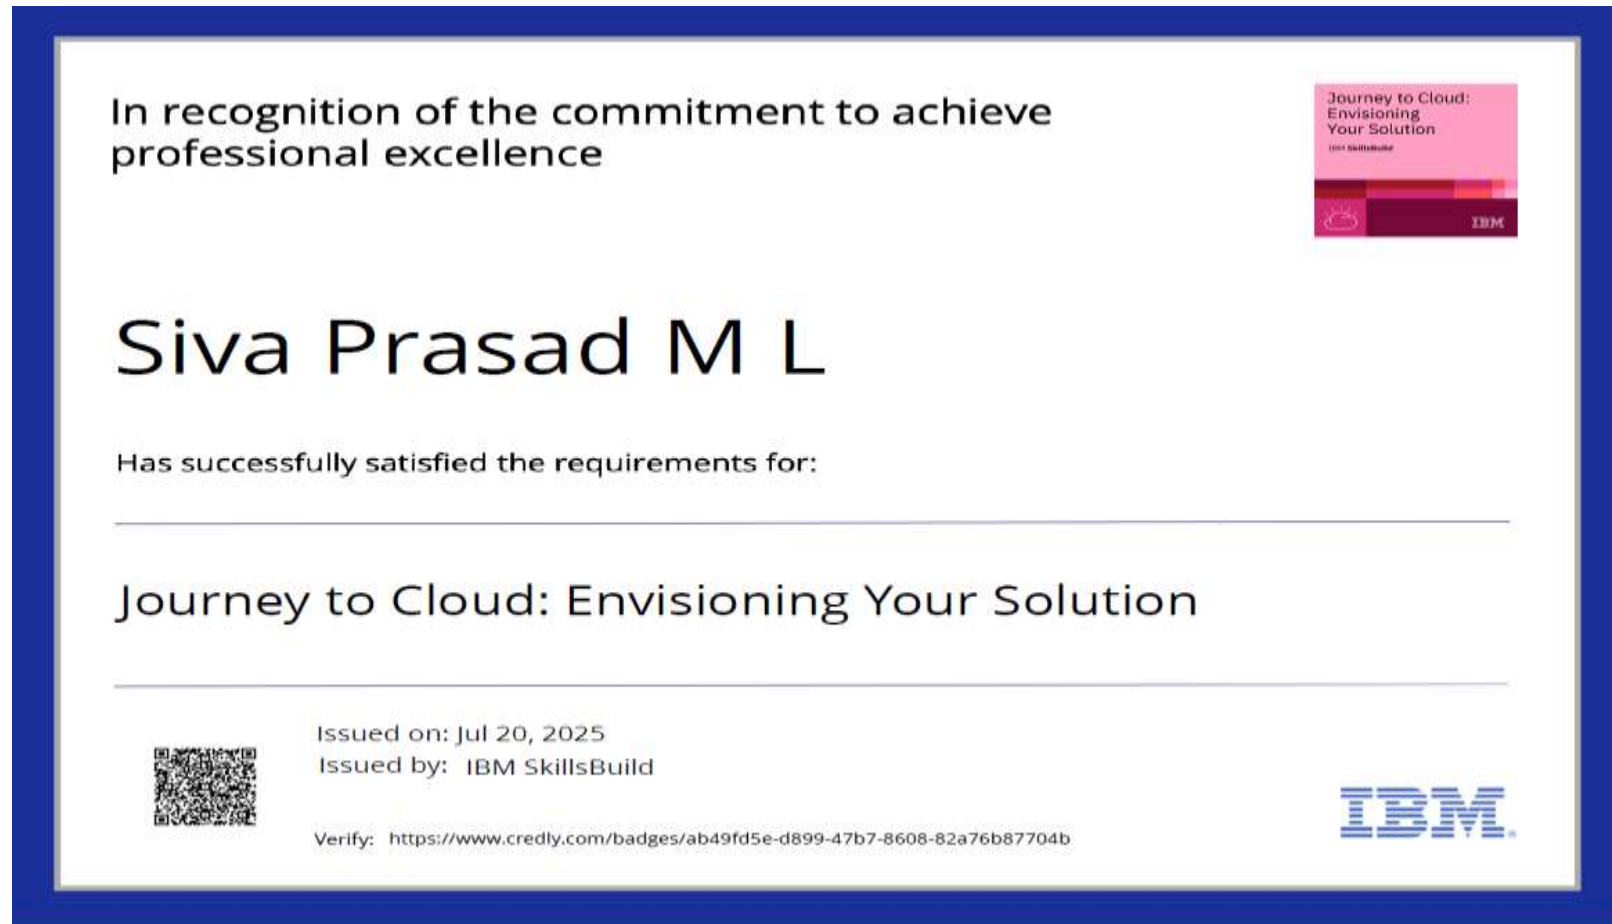 In recognition of the commitment to achieve
professional excellence
Journey to Cloud:
Envisioning
Your Solution
IBM SkillsBuild
IBM
Siva Prasad M L
Has successfully satisfied the requirements for:
Journey to Cloud: Envisioning Your Solution
Issued on: Jul 20, 2025
Issued by: IBM SkillsBuild
Verify: https://www.credly.com/badges/ab49fd5e-d899-47b7-8608-82a76b87704b
IBM